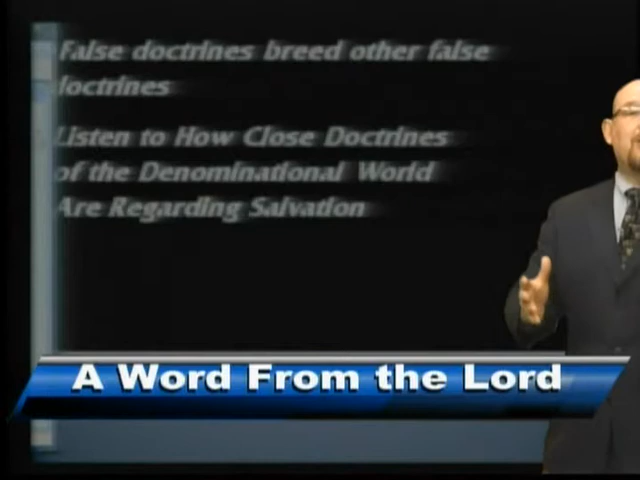 False doctrines breed other false
doctrines
Listen to How Close Doctrines
of the Denominational World
Are Regarding Salvation
A Word From the Lord